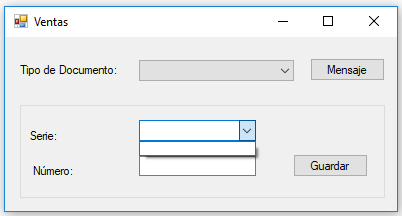 Ventas
Tipo de Documento:
Mensaje
Serie:
Número:
Guardar